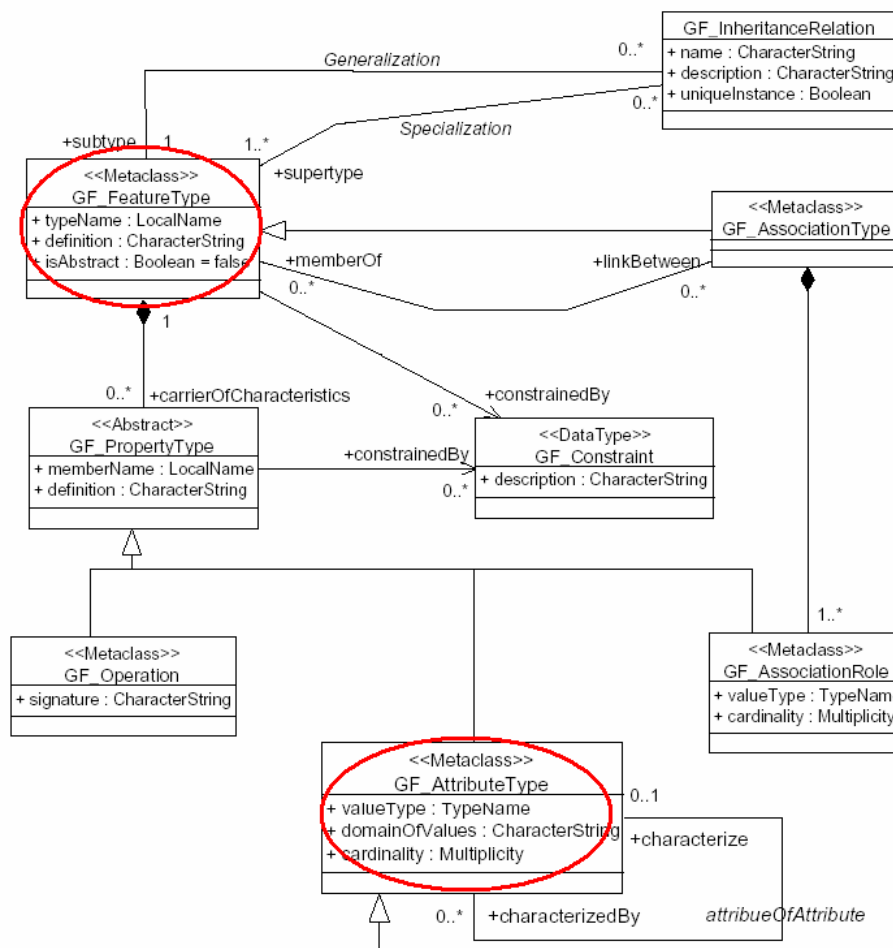 GF_InheritanceRelation
+ name : CharacterString
+ description : CharacterString
+ uniqueInstance : Boolean
Generalization
0..*
0..*
Specialization
+subtype
1
1..*
+supertype
<<Metaclass>>
GF_FeatureType
+ typeName : LocalName
+ definition : CharacterString
+ isAbstract : Boolean = false
<<Metaclass>>
GF_AssociationType
+memberOf
+linkBetween
0..*
0..*
1
0..*
+carrierOfCharacteristics
+constrainedBy
0..*
<<Abstract>>
GF_PropertyType
+ memberName : LocalName
+ definition : CharacterString
+constrainedBy
0..*
<<DataType>>
GF_Constraint
+ description : CharacterString
1..*
<<Metaclass>>
GF_Operation
+ signature : CharacterString
<<Metaclass>>
GF_AssociationRole
+ valueType : TypeName
+ cardinality : Multiplicity
<<Metaclass>>
GF_AttributeType
+ valueType : TypeName
+ domainOfValues : CharacterString
+ cardinality : Multiplicity
0..1
+characterize
0..*
+characterizedBy
attribueOfAttribute